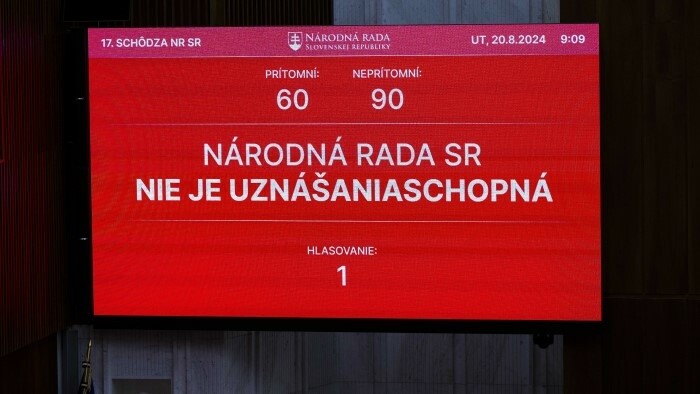 17. SCHÔDZA NR SR
NÁRODNÁ RADA
SLOVENSKEJ REPUBLIKY
UT, 20.8.2024 9:09
PRÍTOMNÍ: NEPRÍTOMNÍ:
60 90
NÁRODNÁ RADA SR
NIE JE UZNÁŠANIASCHOPNÁ
HLASOVANIE:
1